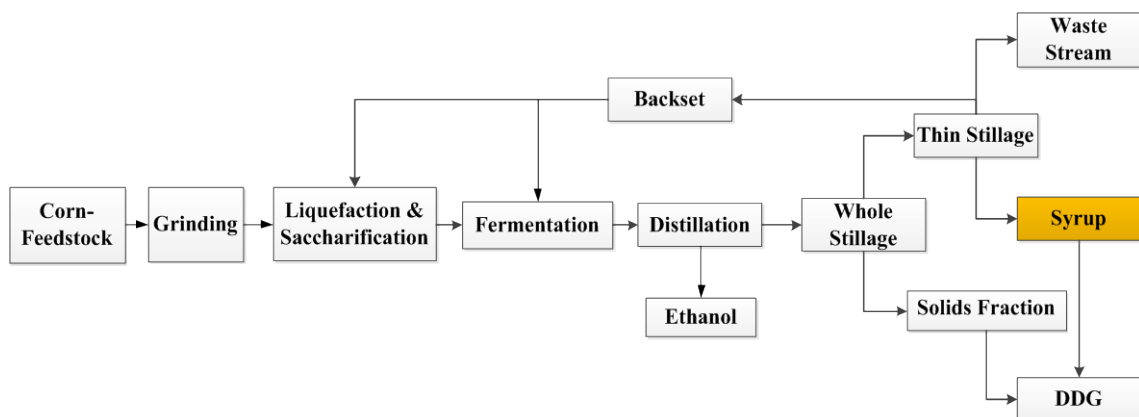 Waste
Stream
Backset
Thin Stillage
Corn-
Feedstock
Grinding
Liquefaction &
Saccharification
Fermentation
Distillation
Whole
Stillage
Syrup
Ethanol
Solids Fraction
DDG